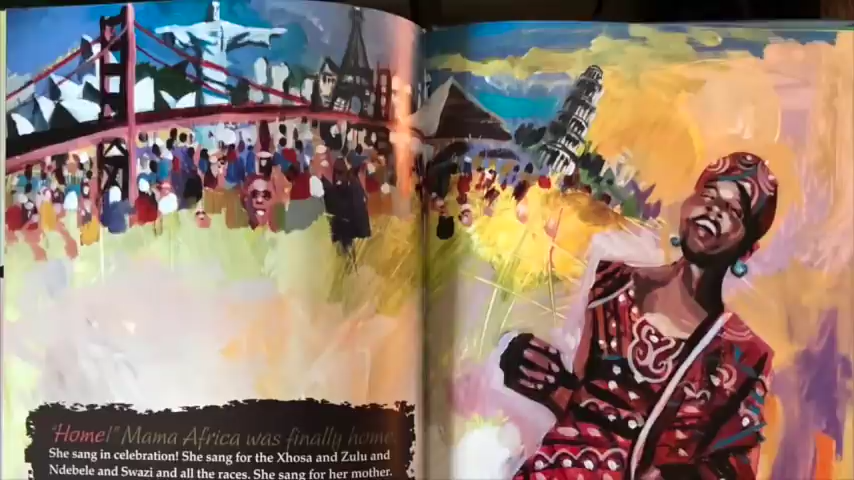 "Home!" Mama Africa was finally home.
She sang in celebration! She sang for the Xhosa and Zulu and
Ndebele and Swazi and all the races. She sang for her mother.